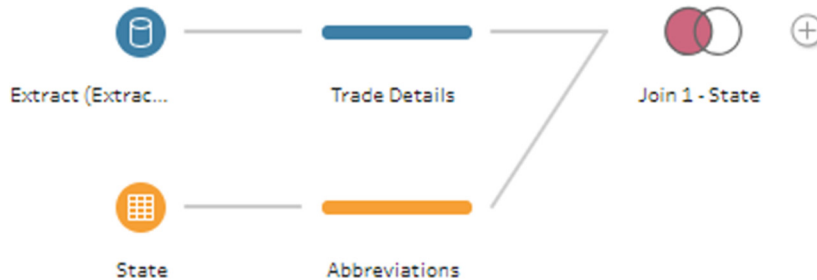 Extract (Extrac...
Trade Details
Join 1 - State
State
Abbreviations